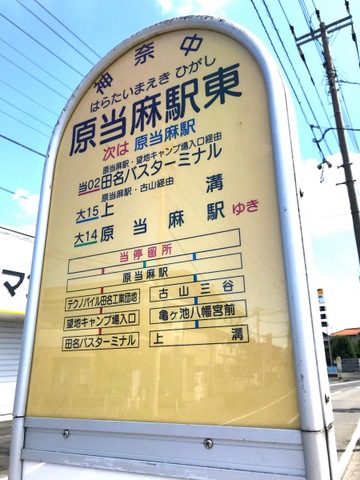 神奈中
はらたいまえき ひがし
原当麻駅東
次は 原当麻駅
原当麻駅・望地キャンプ場入口経由
当02 田名バスターミナル
原当麻駅・古山経由
大15 上溝
大14 原当麻駅 ゆき
当停留所
原当麻駅
テクノパイル田名工業団地 古山三谷
望地キャンプ場入口 亀ヶ池八幡宮前
田名バスターミナル 上溝
マ